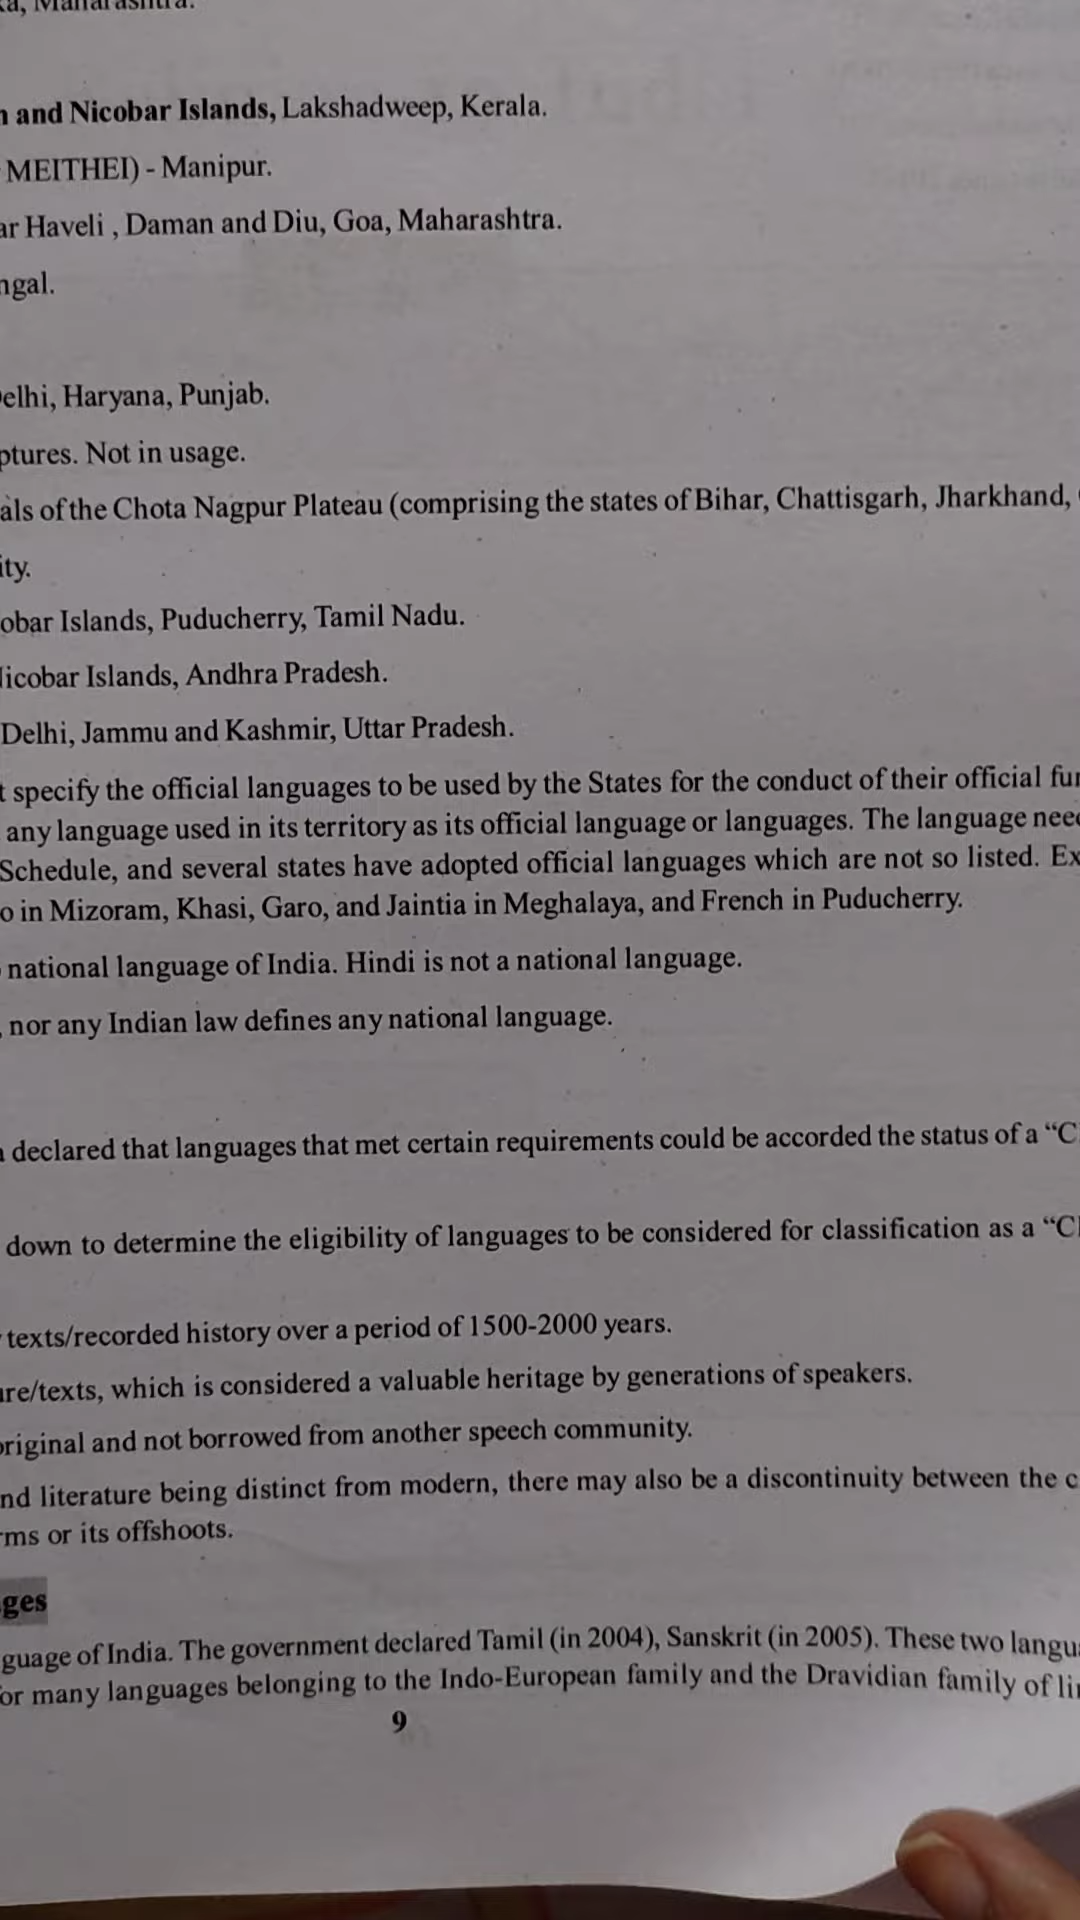 Maharashtra.
and Nicobar Islands, Lakshadweep, Kerala.
MEITHEI) - Manipur.
ar Haveli , Daman and Diu, Goa, Maharashtra.
ngal.
elhi, Haryana, Punjab.
ptures. Not in usage.
als of the Chota Nagpur Plateau (comprising the states of Bihar, Chattisgarh, Jharkhand,
ity.
obar Islands, Puducherry, Tamil Nadu.
icobar Islands, Andhra Pradesh.
Delhi, Jammu and Kashmir, Uttar Pradesh.
t specify the official languages to be used by the States for the conduct of their official fu
any language used in its territory as its official language or languages. The language nee
Schedule, and several states have adopted official languages which are not so listed. Ex
o in Mizoram, Khasi, Garo, and Jaintia in Meghalaya, and French in Puducherry.
national language of India. Hindi is not a national language.
nor any Indian law defines any national language.
declared that languages that met certain requirements could be accorded the status of a “C
down to determine the eligibility of languages to be considered for classification as a “Cl
texts/recorded history over a period of 1500-2000 years.
ure/texts, which is considered a valuable heritage by generations of speakers.
original and not borrowed from another speech community.
nd literature being distinct from modern, there may also be a discontinuity between the c
rms or its offshoots.
ges
guage of India. The government declared Tamil (in 2004), Sanskrit (in 2005). These two langu
or many languages belonging to the Indo-European family and the Dravidian family of li
9